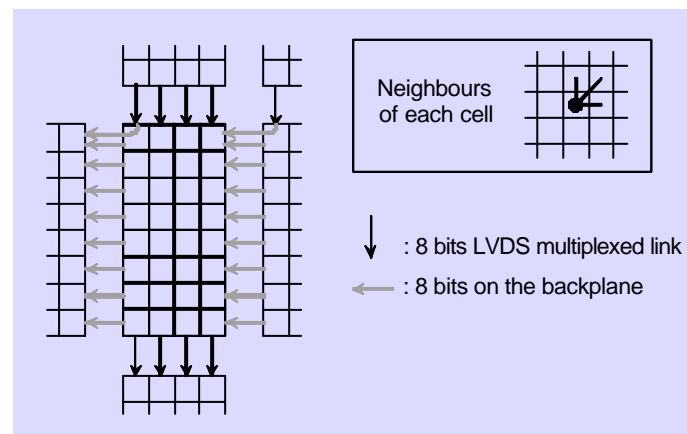 Neighbours
of each cell
: 8 bits LVDS multiplexed link
: 8 bits on the backplane